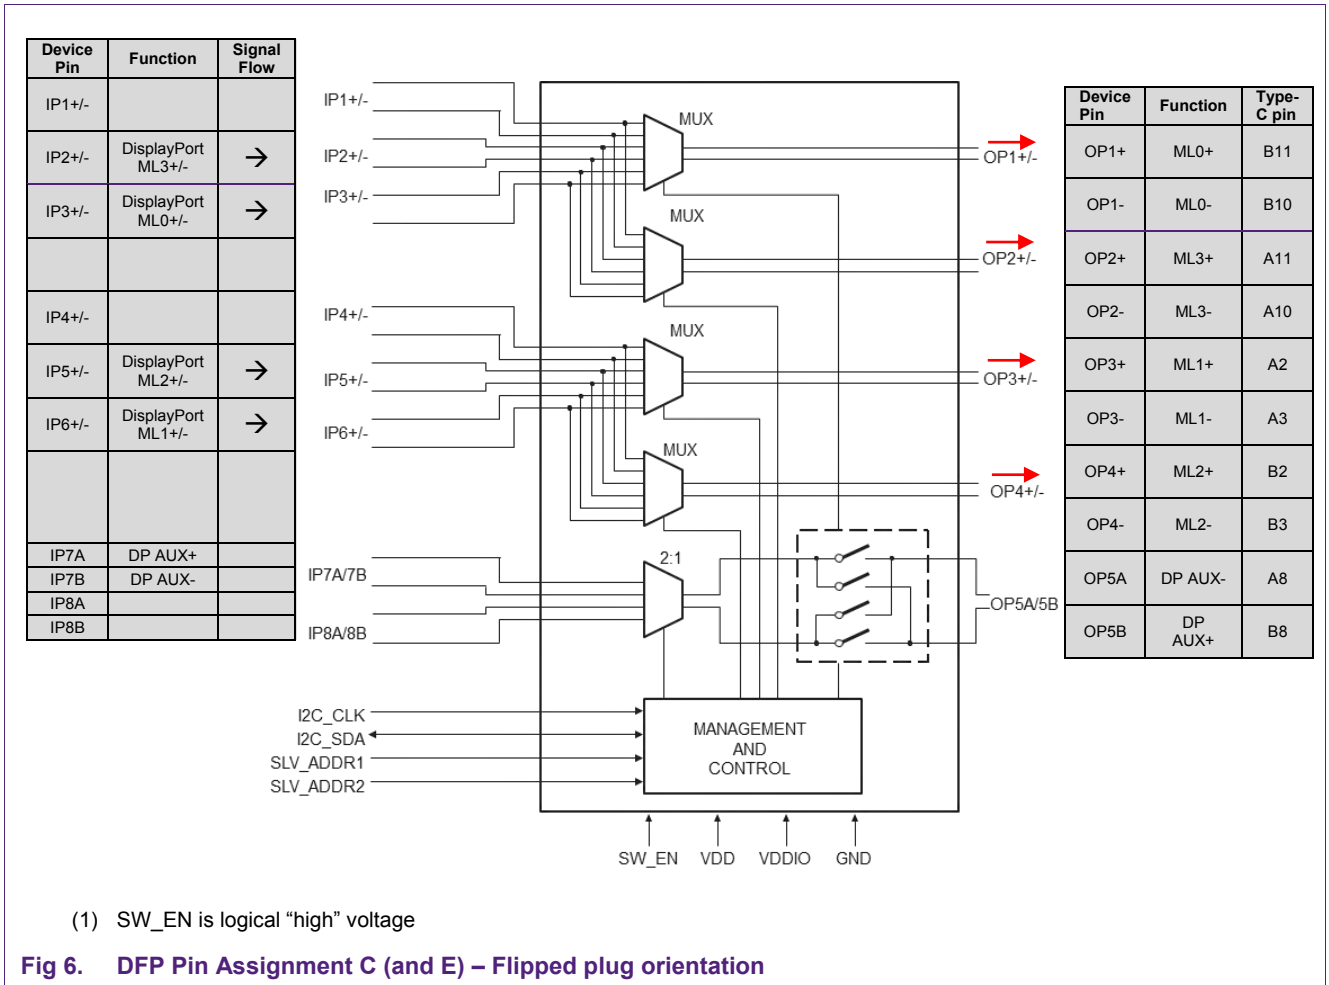 Device Pin Function Signal Flow
IP1+/-
IP2+/- DisplayPort ML3+/- →
IP3+/- DisplayPort ML0+/- →
IP4+/-
IP5+/- DisplayPort ML2+/- →
IP6+/- DisplayPort ML1+/- →
IP7A DP AUX+
IP7B DP AUX-
IP8A
IP8B
IP1+/-
IP2+/-
IP3+/-
IP4+/-
IP5+/-
IP6+/-
IP7A/7B
IP8A/8B
I2C_CLK
I2C_SDA
SLV_ADDR1
SLV_ADDR2
MUX
MUX
MUX
MUX
2:1
MANAGEMENT
AND
CONTROL
SW_EN VDD VDDIO GND
OP1+/-
OP2+/-
OP3+/-
OP4+/-
OP5A/5B
Device Pin Function Type-C pin
OP1+ ML0+ B11
OP1- ML0- B10
OP2+ ML3+ A11
OP2- ML3- A10
OP3+ ML1+ A2
OP3- ML1- A3
OP4+ ML2+ B2
OP4- ML2- B3
OP5A DP AUX- A8
OP5B DP AUX+ B8
(1) SW_EN is logical “high” voltage
Fig 6. DFP Pin Assignment C (and E) – Flipped plug orientation